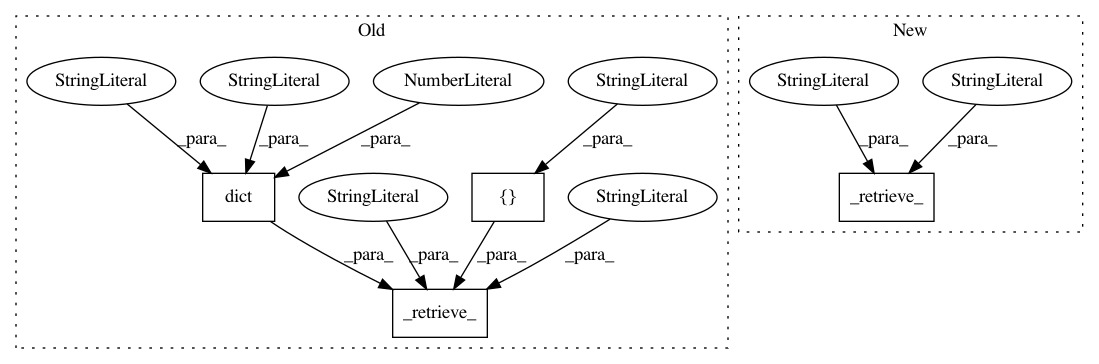 Old
New
StringLiteral
StringLiteral
NumberLiteral
StringLiteral
StringLiteral
StringLiteral
_para_
_para_
_para_
_para_
_para_
_para_
dict
StringLiteral
{}
StringLiteral
_retrieve_
_para_
_para_
_para_
_para_
_retrieve_